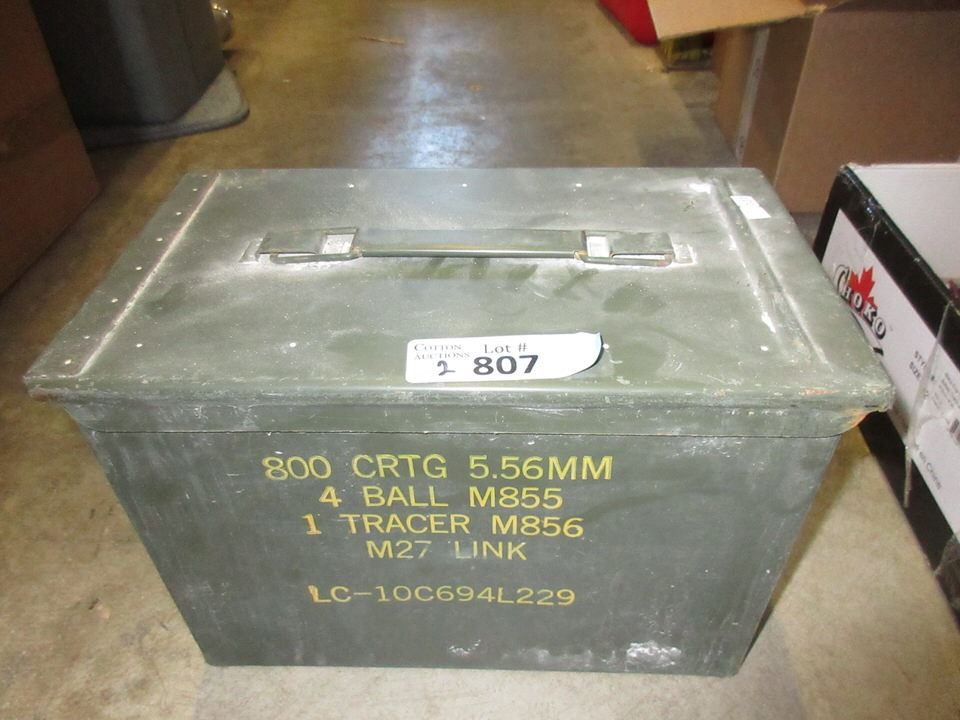 COTTON
AUCTIONS
Lot #
2
807
800 CRTG 5.56MM
4 BALL M855
1 TRACER M856
M27 LINK
LC-10C694L229
CHOKO